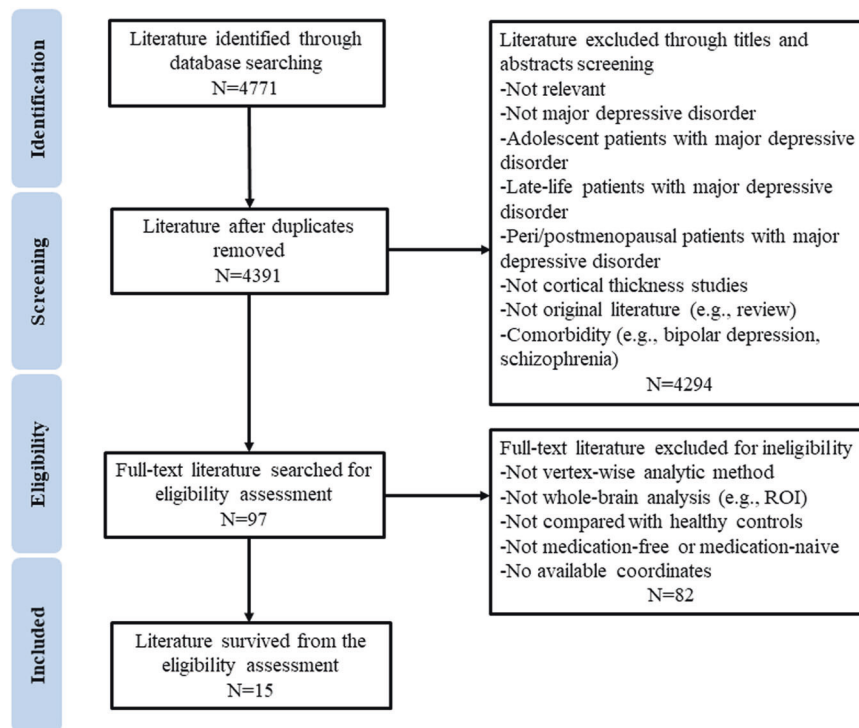 Identification
Literature identified through
database searching
N=4771
Literature excluded through titles and
abstracts screening
-Not relevant
-Not major depressive disorder
-Adolescent patients with major depressive
disorder
-Late-life patients with major depressive
disorder
-Peri/postmenopausal patients with major
depressive disorder
-Not cortical thickness studies
-Not original literature (e.g., review)
-Comorbidity (e.g., bipolar depression,
schizophrenia)
N=4294
Screening
Literature after duplicates
removed
N=4391
Eligibility
Full-text literature searched for
eligibility assessment
N=97
Full-text literature excluded for ineligibility
-Not vertex-wise analytic method
-Not whole-brain analysis (e.g., ROI)
-Not compared with healthy controls
-Not medication-free or medication-naive
-No available coordinates
N=82
Included
Literature survived from the
eligibility assessment
N=15